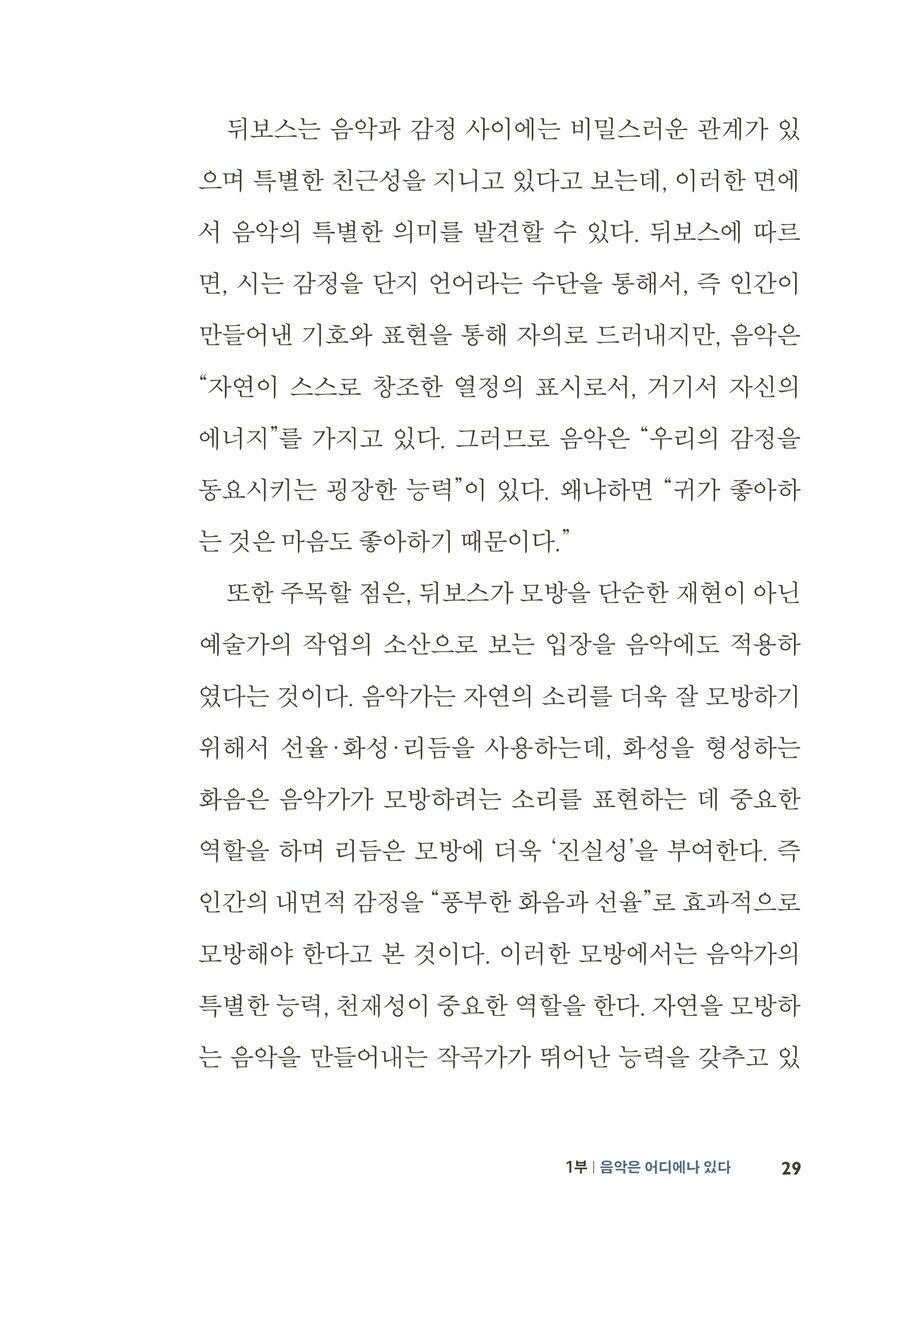 뒤보스는 음악과 감정 사이에는 비밀스러운 관계가 있
으며 특별한 친근성을 지니고 있다고 보는데, 이러한 면에
서 음악의 특별한 의미를 발견할 수 있다. 뒤보스에 따르
면, 시는 감정을 단지 언어라는 수단을 통해서, 즉 인간이
만들어낸 기호와 표현을 통해 자의로 드러내지만, 음악은
“자연이 스스로 창조한 열정의 표시로서, 거기서 자신의
에너지”를 가지고 있다. 그러므로 음악은 “우리의 감정을
동요시키는 굉장한 능력”이 있다. 왜냐하면 “귀가 좋아하
는 것은 마음도 좋아하기 때문이다.”
또한 주목할 점은, 뒤보스가 모방을 단순한 재현이 아닌
예술가의 작업의 소산으로 보는 입장을 음악에도 적용하
였다는 것이다. 음악가는 자연의 소리를 더욱 잘 모방하기
위해서 선율·화성·리듬을 사용하는데, 화성을 형성하는
화음은 음악가가 모방하려는 소리를 표현하는 데 중요한
역할을 하며 리듬은 모방에 더욱 ‘진실성’을 부여한다. 즉
인간의 내면적 감정을 “풍부한 화음과 선율”로 효과적으로
모방해야 한다고 본 것이다. 이러한 모방에서는 음악가의
특별한 능력, 천재성이 중요한 역할을 한다. 자연을 모방하
는 음악을 만들어내는 작곡가가 뛰어난 능력을 갖추고 있
1부 | 음악은 어디에나 있다 29